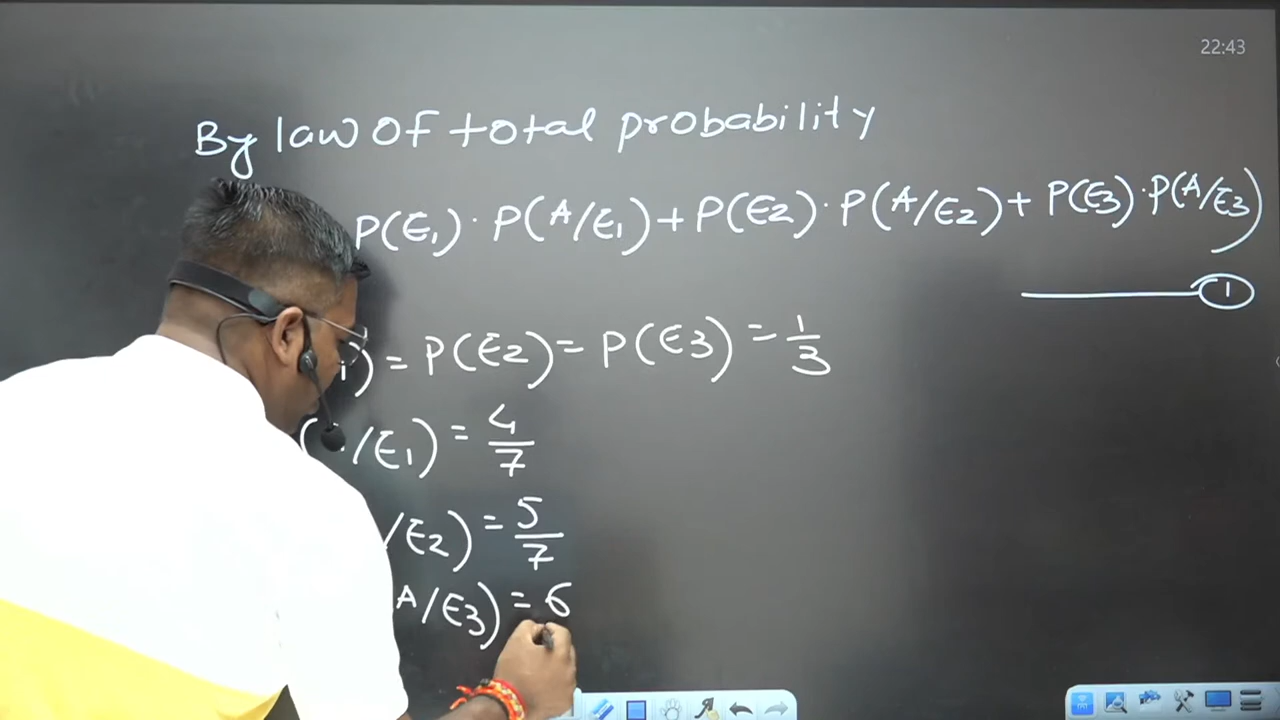 22:43
By law OF total probability
P(E1) · P(A/E1) + P(E2) · P(A/E2) + P(E3) · P(A/E3)
1
) = P(E2) = P(E3) = 1/3
/E1) = 4/7
/E2) = 5/7
A/E3) = 6